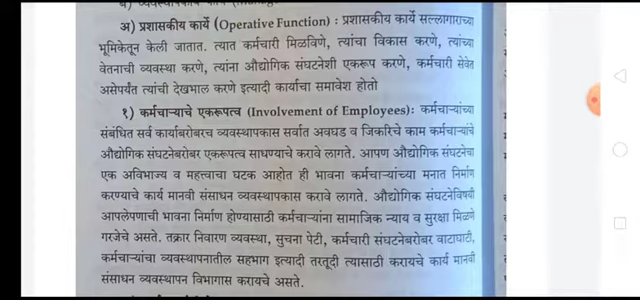 ब) व्यवस्थापकीय कार्य
अ) प्रशासकीय कार्ये (Operative Function) : प्रशासकीय कार्ये सल्लागाराच्या
भूमिकेतून केली जातात. त्यात कर्मचारी मिळविणे, त्यांचा विकास करणे, त्यांच्या
वेतनाची व्यवस्था करणे, त्यांना औद्योगिक संघटनेशी एकरूप करणे, कर्मचारी सेवेत
असेपर्यंत त्यांची देखभाल करणे इत्यादी कार्याचा समावेश होतो
१) कर्मचाऱ्याचे एकरूपत्व (Involvement of Employees) : कर्मचाऱ्यांच्या
संबंधित सर्व कार्याबरोबरच व्यवस्थापकास सर्वात अवघड व जिकिरिचे काम कर्मचाऱ्यांचे
औद्योगिक संघटनेबरोबर एकरूपत्व साधण्याचे करावे लागते. आपण औद्योगिक संघटनेचा
एक अविभाज्य व महत्त्वाचा घटक आहोत ही भावना कर्मचाऱ्यांच्या मनात निर्माण
करण्याचे कार्य मानवी संसाधन व्यवस्थापकास करावे लागते. औद्योगिक संघटनेविषयी
आपलेपणाची भावना निर्माण होण्यासाठी कर्मचाऱ्यांना सामाजिक न्याय व सुरक्षा मिळणे
गरजेचे असते. तक्रार निवारण व्यवस्था, सुचना पेटी, कर्मचारी संघटनेबरोबर वाटाघाटी,
कर्मचाऱ्यांचा व्यवस्थापनातील सहभाग इत्यादी तरतूदी त्यासाठी करायचे कार्य मानवी
संसाधन व्यवस्थापन विभागास करायचे असते.